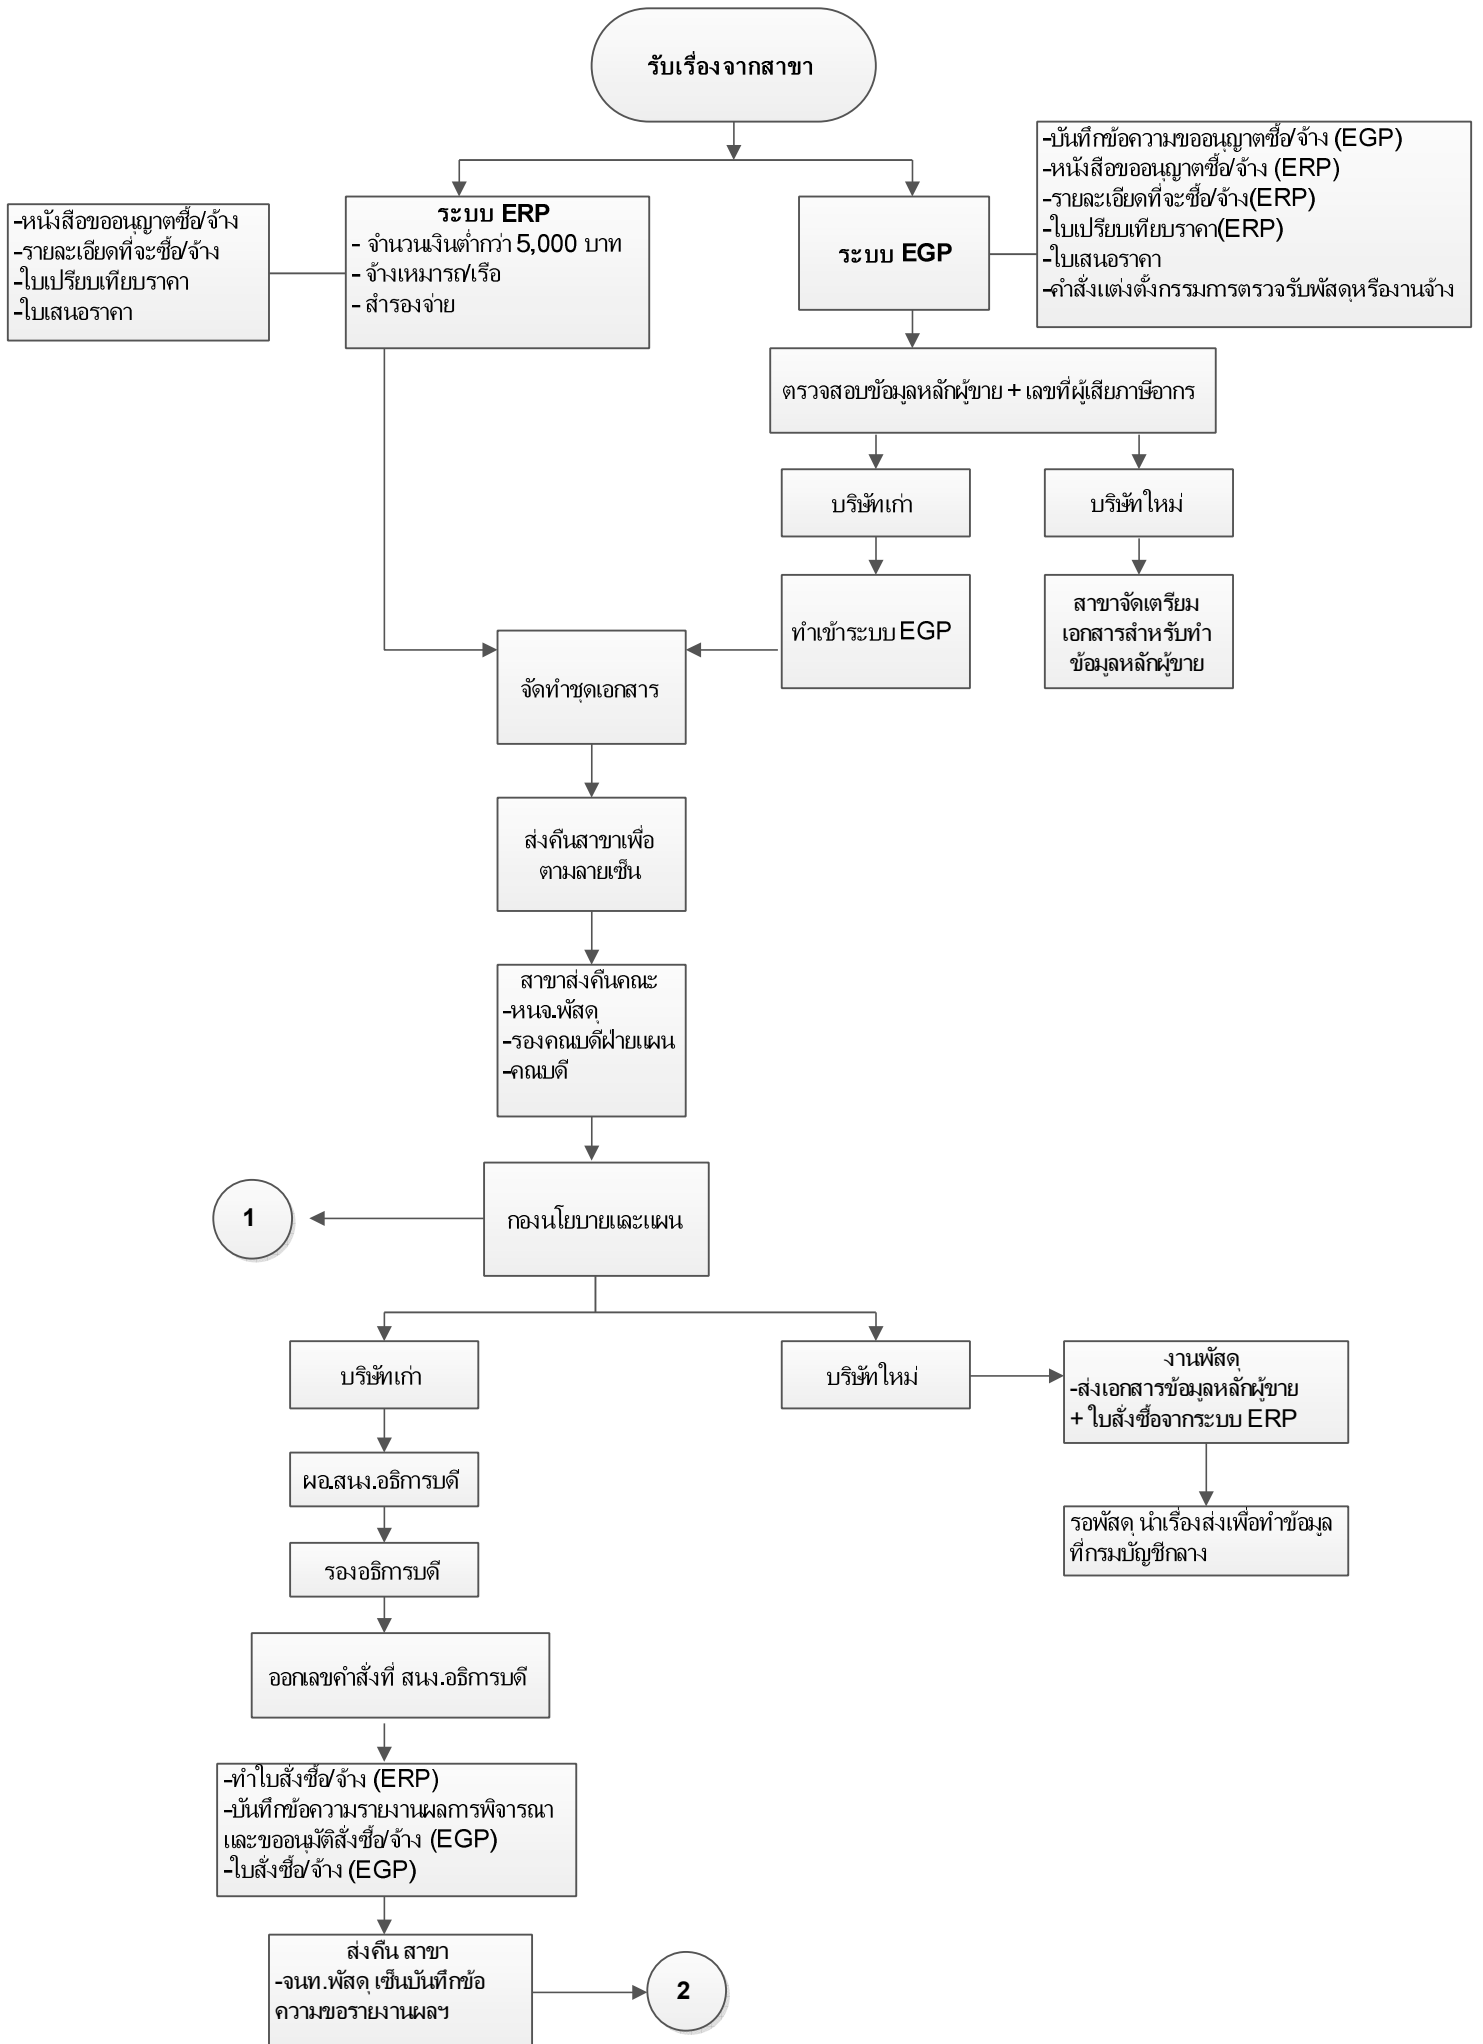 รับเรื่องจากสาขา
-บันทึกข้อความขออนุญาตซื้อ/จ้าง (EGP)
-หนังสือขออนุญาตซื้อ/จ้าง (ERP)
-รายละเอียดที่จะซื้อ/จ้าง(ERP)
-ใบเปรียบเทียบราคา(ERP)
-ใบเสนอราคา
-คำสั่งแต่งตั้งกรรมการตรวจรับพัสดุหรืองานจ้าง
-หนังสือขออนุญาตซื้อ/จ้าง
-รายละเอียดที่จะซื้อ/จ้าง
-ใบเปรียบเทียบราคา
-ใบเสนอราคา
ระบบ ERP
- จำนวนเงินต่ำกว่า 5,000 บาท
- จ้างเหมารถ/เรือ
- สำรองจ่าย
ระบบ EGP
ตรวจสอบข้อมูลหลักผู้ขาย + เลขที่ผู้เสียภาษีอากร
บริษัทเก่า
บริษัทใหม่
ทำเข้าระบบ EGP
สาขาจัดเตรียม
เอกสารสำหรับทำ
ข้อมูลหลักผู้ขาย
จัดทำชุดเอกสาร
ส่งคืนสาขาเพื่อ
ตามลายเซ็น
สาขาส่งคืนคณะ
-หนจ.พัสดุ
-รองคณบดีฝ่ายแผน
-คณบดี
1
กองนโยบายและแผน
บริษัทเก่า
บริษัทใหม่
งานพัสดุ
-ส่งเอกสารข้อมูลหลักผู้ขาย
+ ใบสั่งซื้อจากระบบ ERP
ผอ.สนง.อธิการบดี
รอพัสดุ นำเรื่องส่งเพื่อทำข้อมูล
ที่กรมบัญชีกลาง
รองอธิการบดี
ออกเลขคำสั่งที่ สนง.อธิการบดี
-ทำใบสั่งซื้อ/จ้าง (ERP)
-บันทึกข้อความรายงานผลการพิจารณา
และขออนุมัติสั่งซื้อ/จ้าง (EGP)
-ใบสั่งซื้อ/จ้าง (EGP)
ส่งคืน สาขา
-จนท.พัสดุ เซ็นบันทึกข้อ
ความขอรายงานผลฯ
2